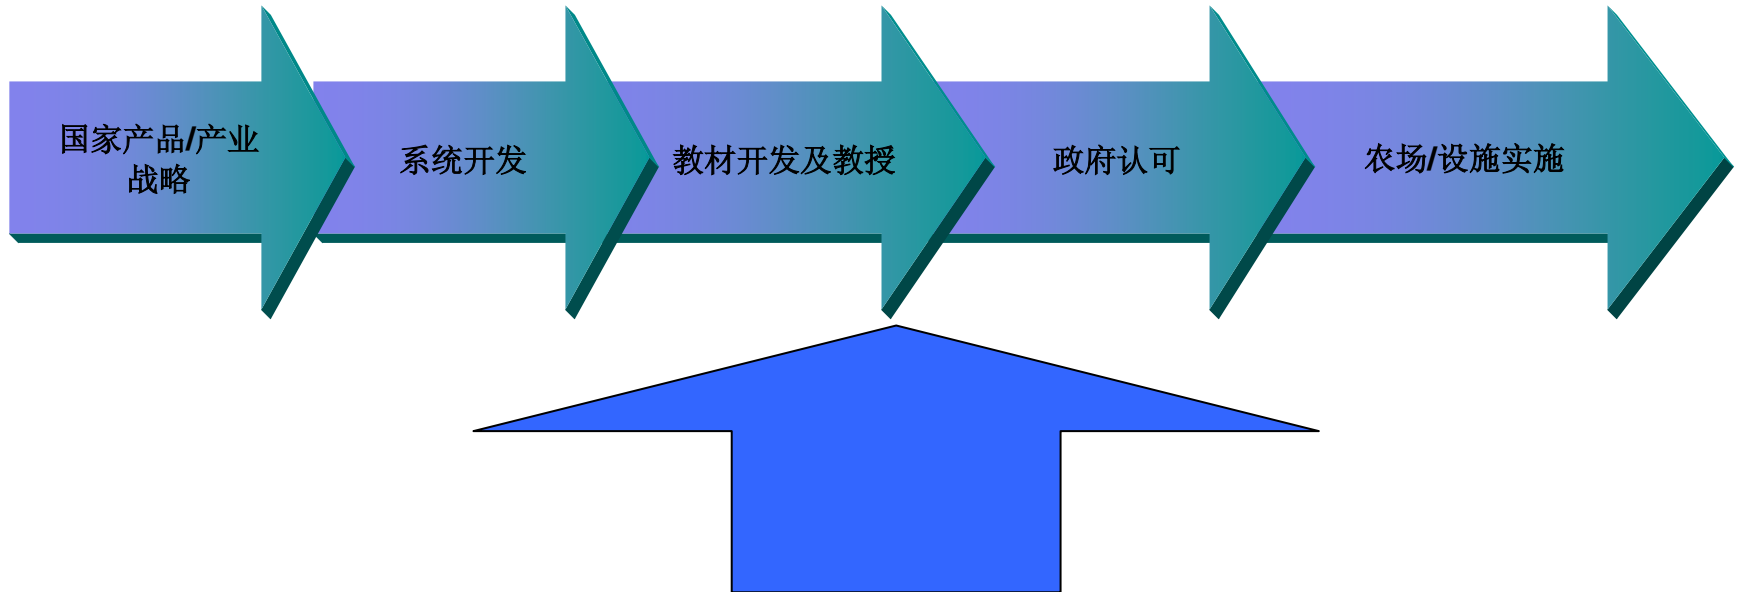 国家产品/产业
战略
系统开发
教材开发及教授
政府认可
农场/设施实施